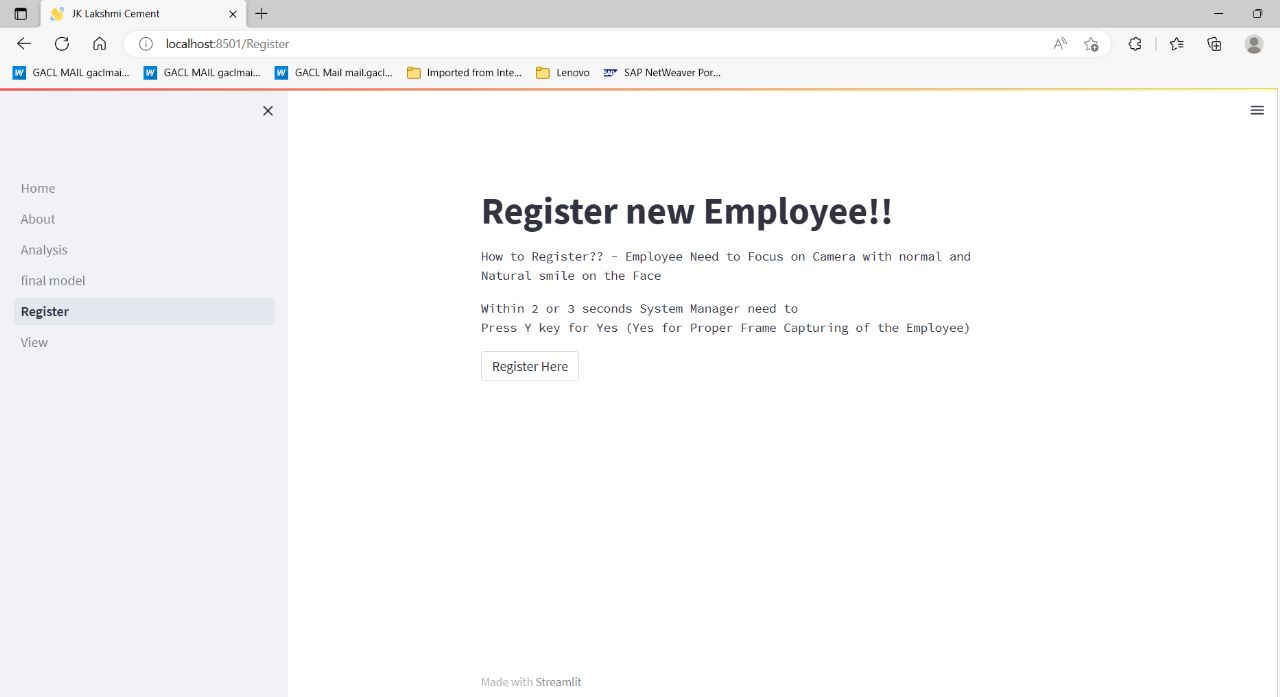 JK Lakshmi Cement
localhost:8501/Register
GACL MAIL gaclmai... GACL MAIL gaclmai... GACL Mail mail.gacl... Imported from Inte... Lenovo SAP NetWeaver Por...
Home
About
Analysis
final model
Register
View
Register new Employee!!
How to Register?? - Employee Need to Focus on Camera with normal and
Natural smile on the Face
Within 2 or 3 seconds System Manager need to
Press Y key for Yes (Yes for Proper Frame Capturing of the Employee)
Register Here
Made with Streamlit